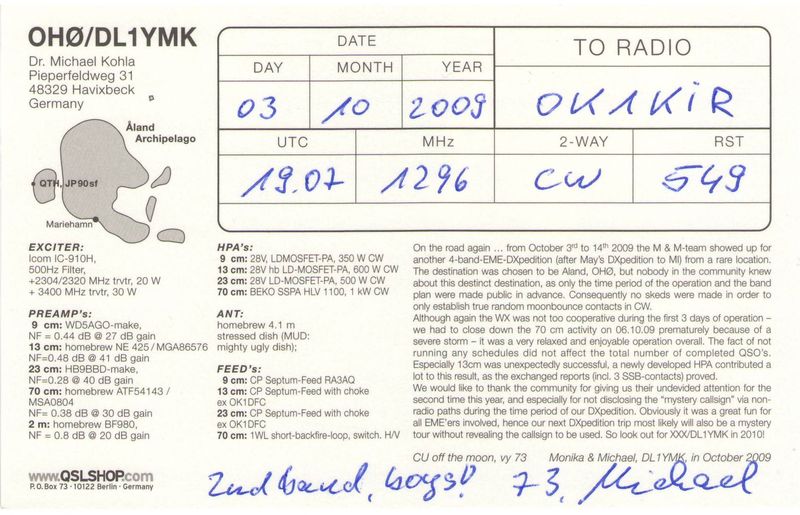 OHØ/DL1YMK
Dr. Michael Kohla
Pieperfeldweg 31
48329 Havixbeck
Germany
Åland
Archipelago
QTH, JP90sf
Mariehamn
DATE
TO RADIO
DAY MONTH YEAR
03 10 2009 OK1KIR
UTC MHz 2-WAY RST
19.07 1296 CW 549
EXCITER:
Icom IC-910H,
500Hz Filter,
+2304/2320 MHz trvtr, 20 W
+ 3400 MHz trvtr, 30 W
PREAMP's:
9 cm: WD5AGO-make,
NF = 0.44 dB @ 27 dB gain
13 cm: homebrew NE 425 / MGA86576
NF=0.48 dB @ 41 dB gain
23 cm: HB9BBD-make,
NF=0.28 @ 40 dB gain
70 cm: homebrew ATF54143 /
MSA0804
NF= 0.38 dB @ 30 dB gain
2 m: homebrew BF980,
NF = 0.8 dB @ 20 dB gain
HPA's:
9 cm: 28V, LDMOSFET-PA, 350 W CW
13 cm: 28V hb LD-MOSFET-PA, 600 W CW
23 cm: 28V LD-MOSFET-PA, 500 W CW
70 cm: BEKO SSPA HLV 1100, 1 kW CW
ANT:
homebrew 4.1 m
stressed dish (MUD:
mighty ugly dish);
FEED's:
9 cm: CP Septum-Feed RA3AQ
13 cm: CP Septum-Feed with choke
ex OK1DFC
23 cm: CP Septum-Feed with choke
ex OK1DFC
70 cm: 1WL short-backfire-loop, switch. H/V
On the road again ... from October 3rd to 14th 2009 the M & M-team showed up for
another 4-band-EME-DXpedition (after May's DXpedition to MI) from a rare location.
The destination was chosen to be Aland, OHØ, but nobody in the community knew
about this destinct destination, as only the time period of the operation and the band
plan were made public in advance. Consequently no skeds were made in order to
only establish true random moonbounce contacts in CW.
Although again the WX was not too cooperative during the first 3 days of operation –
we had to close down the 70 cm activity on 06.10.09 prematurely because of a
severe storm – it was a very relaxed and enjoyable operation overall. The fact of not
running any schedules did not affect the total number of completed QSO's.
Especially 13cm was unexpectedly successful, a newly developed HPA contributed a
lot to this result, as the exchanged reports (incl. 3 SSB-contacts) proved.
We would like to thank the community for giving us their undevided attention for the
second time this year, and especially for not disclosing the "mystery callsign" via non-
radio paths during the time period of our DXpedition. Obviously it was a great fun for
all EME'ers involved, hence our next DXpedition trip most likely will also be a mystery
tour without revealing the callsign to be used. So look out for XXX/DL1YMK in 2010!
CU off the moon, vy 73 Monika & Michael, DL1YMK, in October 2009
www.QSLSHOP.com
P.O. Box 73 · 10122 Berlin · Germany
2nd band, boys! 73, Michael